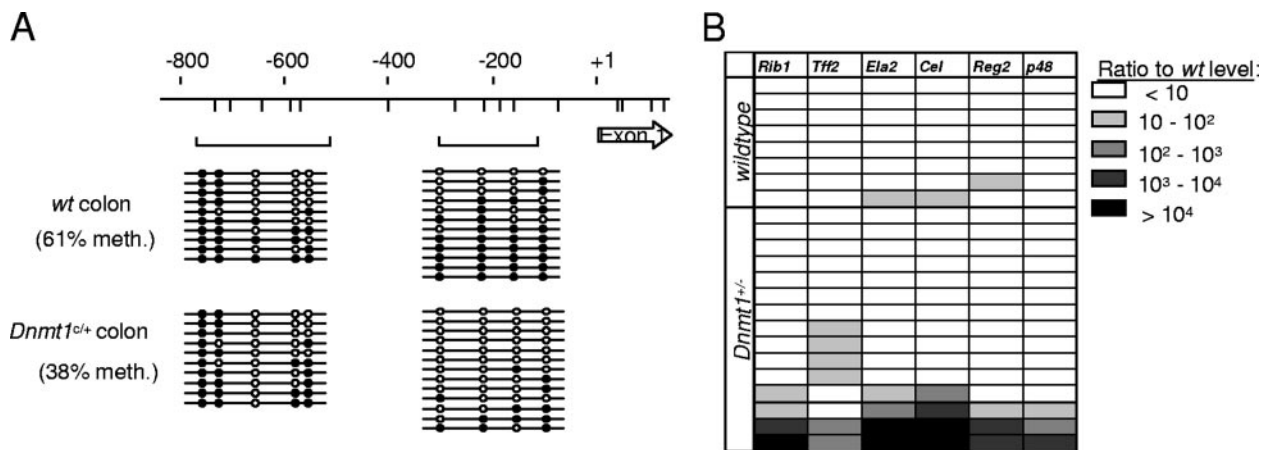 A
-800 -600 -400 -200 +1
Exon 1
wt colon
(61% meth.)
Dnmt1c/+ colon
(38% meth.)
B
Rib1 Tff2 Ela2 Cel Reg2 p48
wildtype
Dnmt1+/-
Ratio to wt level:
< 10
10 - 10²
10² - 10³
10³ - 10⁴
> 10⁴